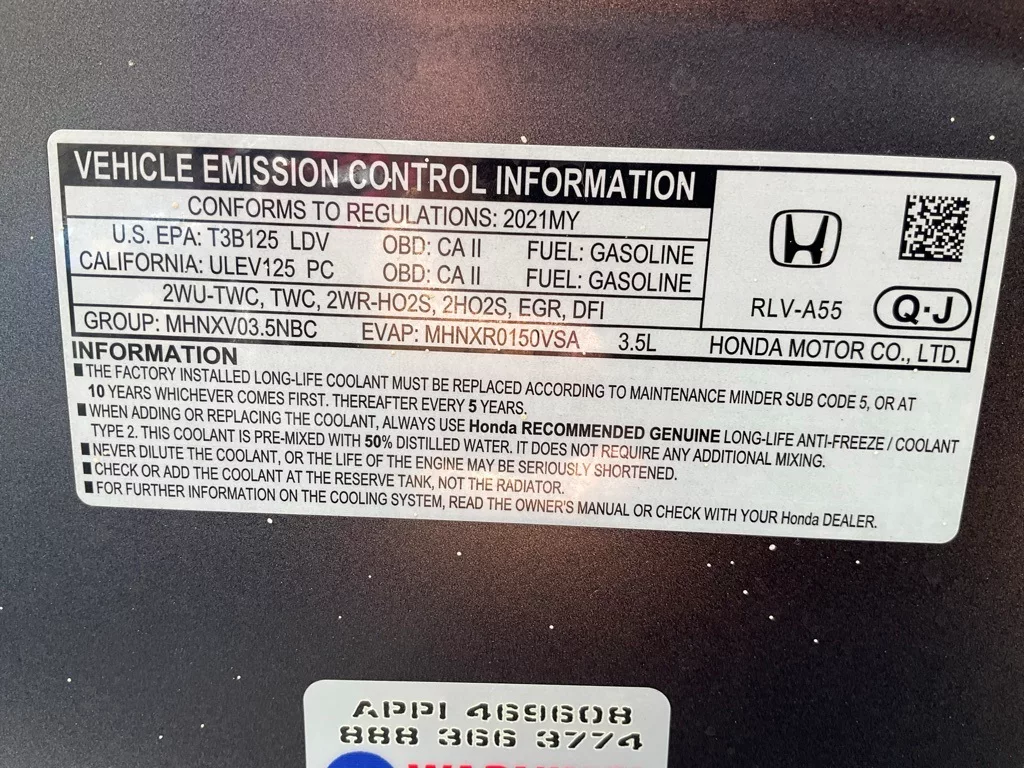 VEHICLE EMISSION CONTROL INFORMATION
CONFORMS TO REGULATIONS: 2021MY
U.S. EPA: T3B125 LDV OBD: CA II FUEL: GASOLINE
CALIFORNIA: ULEV125 PC OBD: CA II FUEL: GASOLINE
2WU-TWC, TWC, 2WR-HO2S, 2HO2S, EGR, DFI
GROUP: MHNXV03.5NBC EVAP: MHNXR0150VSA 3.5L
RLV-A55 Q-J
HONDA MOTOR CO., LTD.
INFORMATION
■THE FACTORY INSTALLED LONG-LIFE COOLANT MUST BE REPLACED ACCORDING TO MAINTENANCE MINDER SUB CODE 5, OR AT
10 YEARS WHICHEVER COMES FIRST. THEREAFTER EVERY 5 YEARS.
■WHEN ADDING OR REPLACING THE COOLANT, ALWAYS USE Honda RECOMMENDED GENUINE LONG-LIFE ANTI-FREEZE / COOLANT
TYPE 2. THIS COOLANT IS PRE-MIXED WITH 50% DISTILLED WATER. IT DOES NOT REQUIRE ANY ADDITIONAL MIXING.
■NEVER DILUTE THE COOLANT, OR THE LIFE OF THE ENGINE MAY BE SERIOUSLY SHORTENED.
■CHECK OR ADD THE COOLANT AT THE RESERVE TANK, NOT THE RADIATOR.
■FOR FURTHER INFORMATION ON THE COOLING SYSTEM, READ THE OWNER'S MANUAL OR CHECK WITH YOUR Honda DEALER.
APPI 469608
888 366 3774